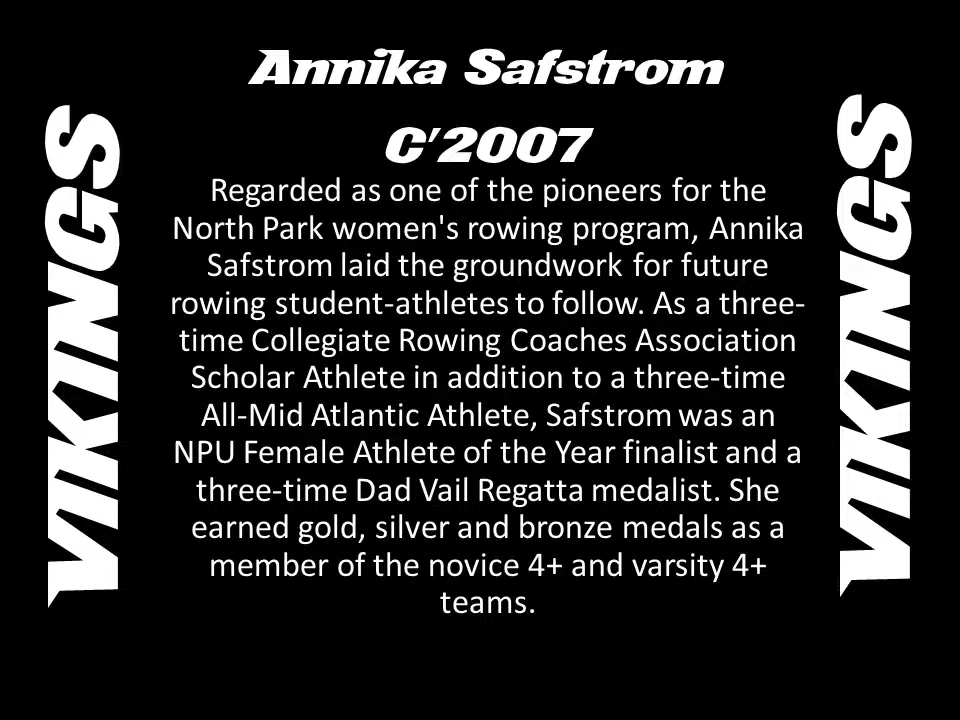 Annika Safstrom
C'2007
VIKINGS
Regarded as one of the pioneers for the
North Park women's rowing program, Annika
Safstrom laid the groundwork for future
rowing student-athletes to follow. As a three-
time Collegiate Rowing Coaches Association
Scholar Athlete in addition to a three-time
All-Mid Atlantic Athlete, Safstrom was an
NPU Female Athlete of the Year finalist and a
three-time Dad Vail Regatta medalist. She
earned gold, silver and bronze medals as a
member of the novice 4+ and varsity 4+
teams.
VIKINGS